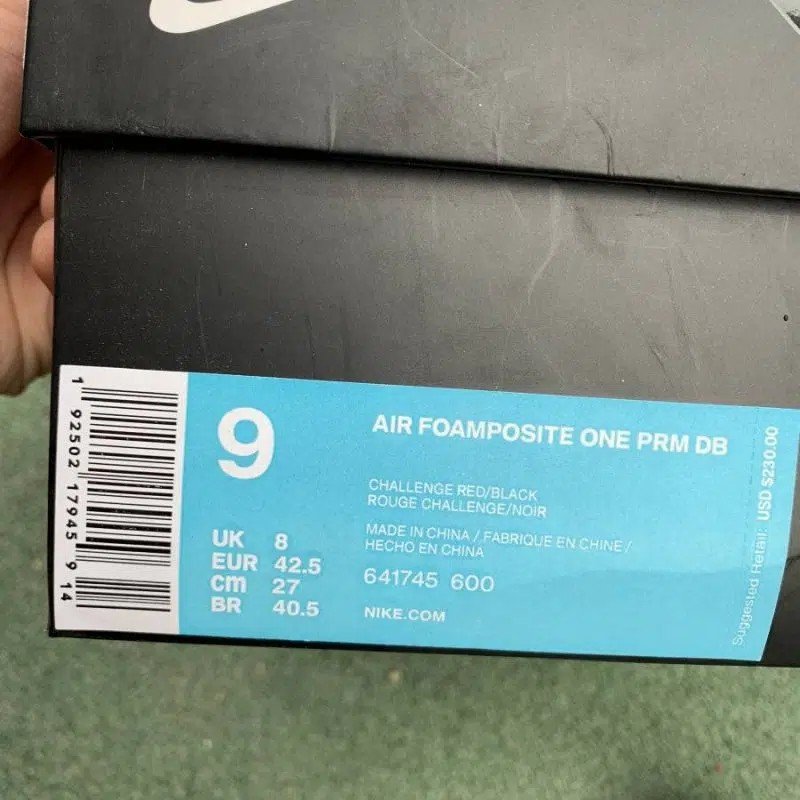 1 92502 17945 9 14
9
UK 8
EUR 42.5
cm 27
BR 40.5
AIR FOAMPOSITE ONE PRM DB
CHALLENGE RED/BLACK
ROUGE CHALLENGE/NOIR
MADE IN CHINA / FABRIQUE EN CHINE /
HECHO EN CHINA
641745 600
NIKE.COM
Suggested Retail: USD $230.00